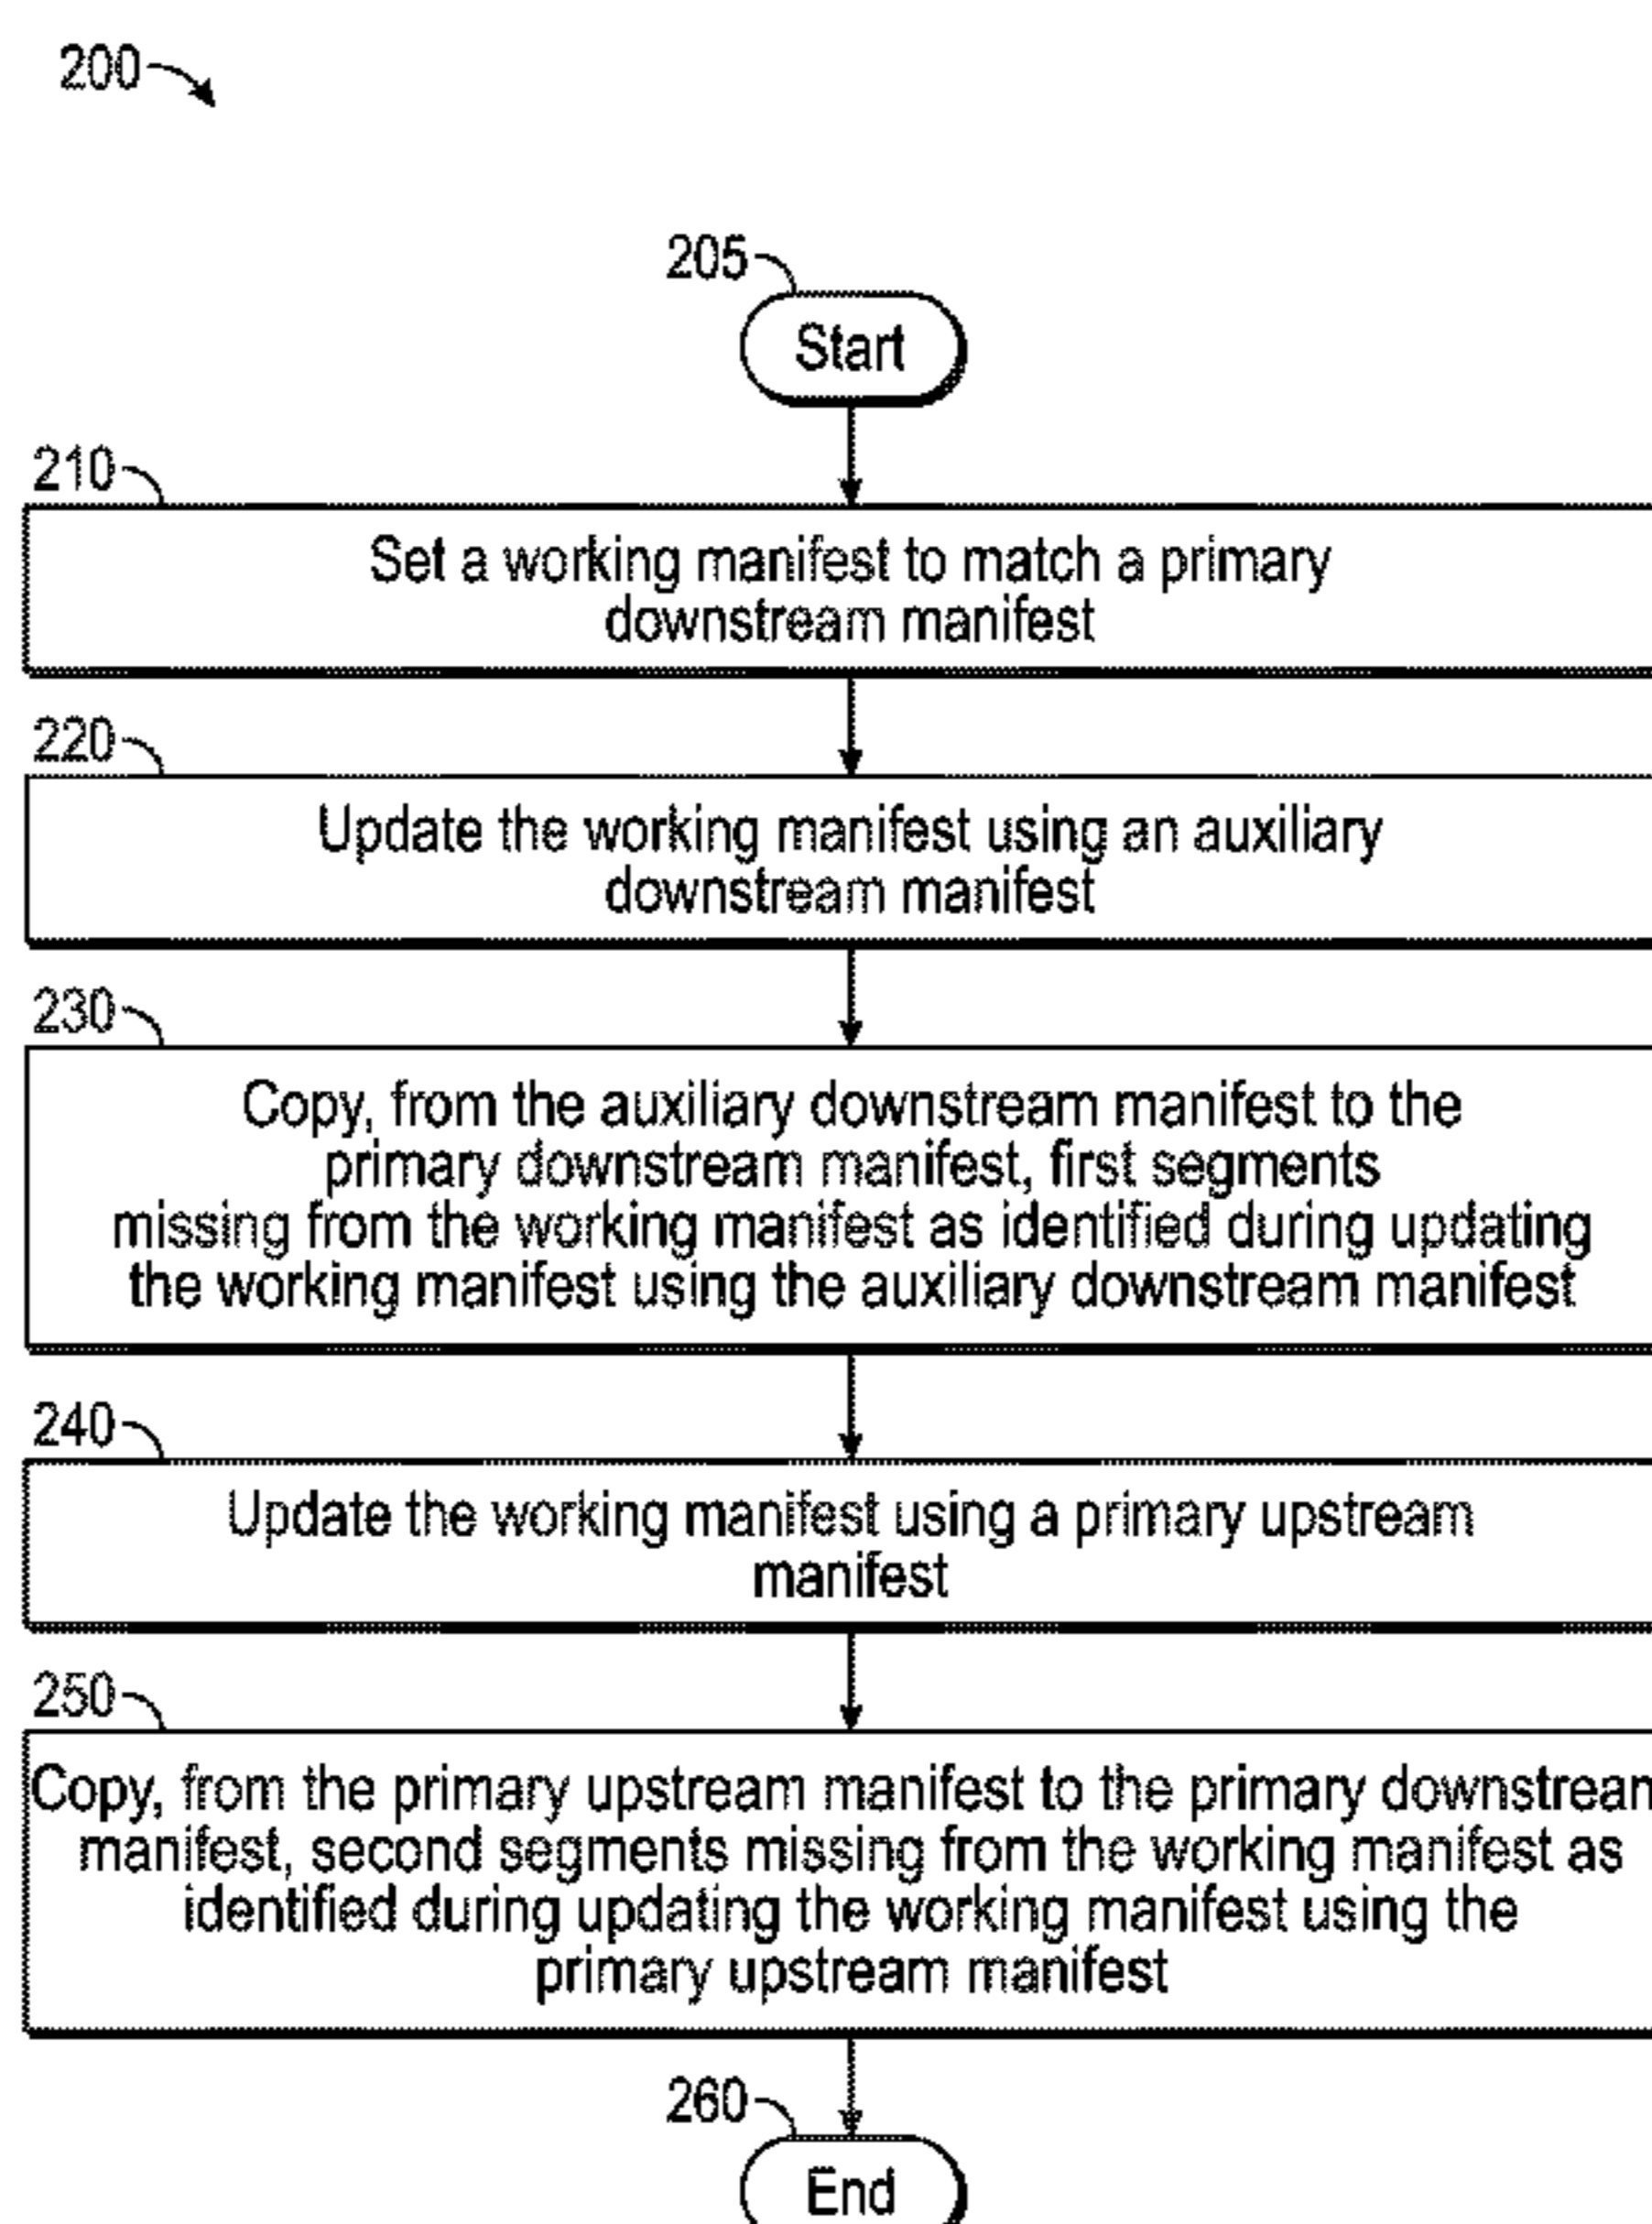 200
205
Start
210
Set a working manifest to match a primary
downstream manifest
220
Update the working manifest using an auxiliary
downstream manifest
230
Copy, from the auxiliary downstream manifest to the
primary downstream manifest, first segments
missing from the working manifest as identified during updating
the working manifest using the auxiliary downstream manifest
240
Update the working manifest using a primary upstream
manifest
250
Copy, from the primary upstream manifest to the primary downstream
manifest, second segments missing from the working manifest as
identified during updating the working manifest using the
primary upstream manifest
260
End